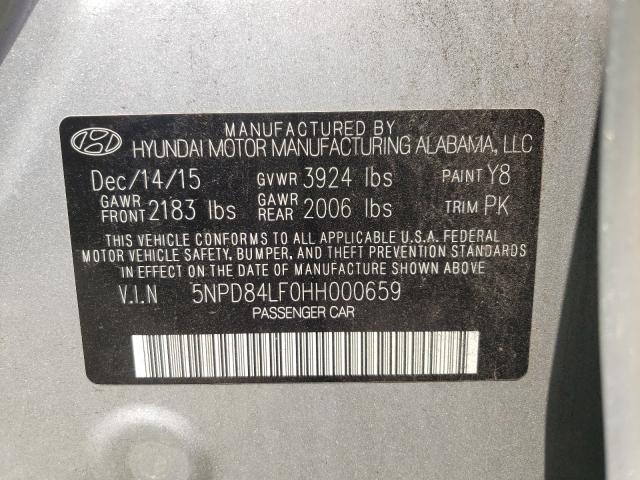 MANUFACTURED BY
HYUNDAI MOTOR MANUFACTURING ALABAMA, LLC
Dec/14/15 GVWR 3924 lbs PAINT Y8
GAWR FRONT 2183 lbs GAWR REAR 2006 lbs TRIM PK
THIS VEHICLE CONFORMS TO ALL APPLICABLE U.S.A. FEDERAL
MOTOR VEHICLE SAFETY, BUMPER, AND THEFT PREVENTION STANDARDS
IN EFFECT ON THE DATE OF MANUFACTURE SHOWN ABOVE.
V.I.N 5NPD84LF0HH000659
PASSENGER CAR